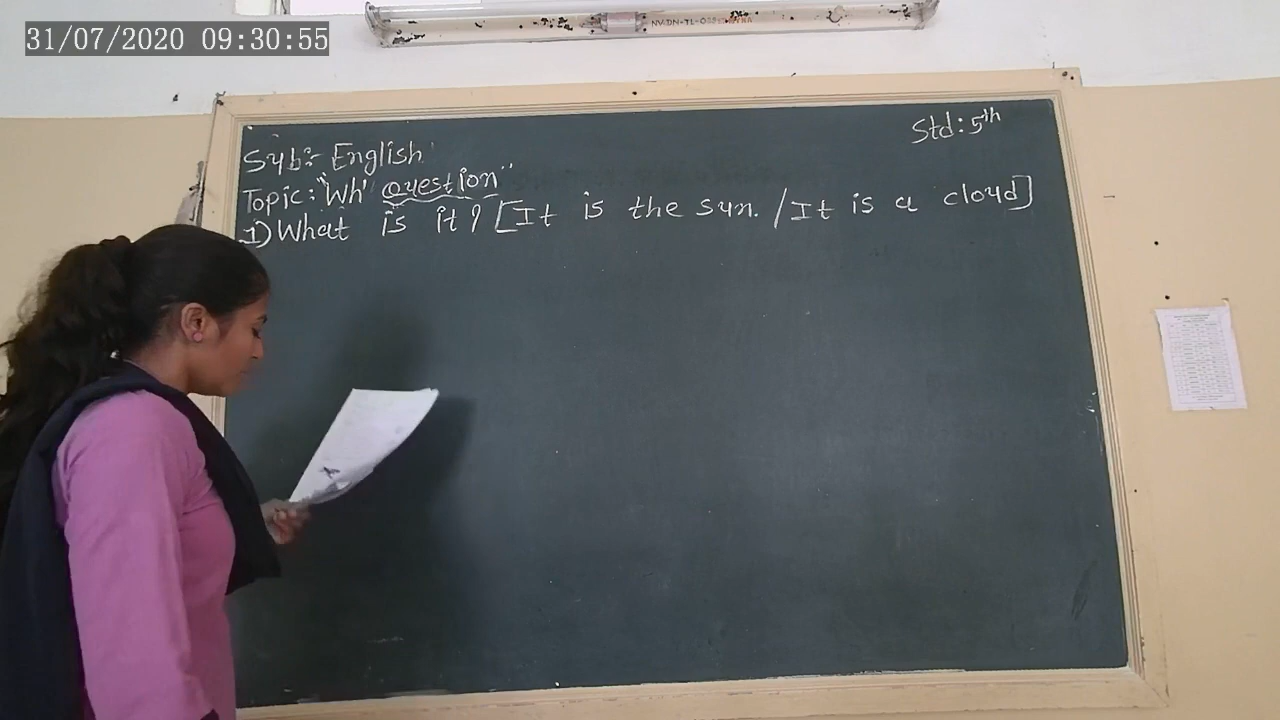 31/07/2020 09:30:55
Std: 5th
Sub:- English
Topic: "Wh' question"
1) What is it? [It is the sun. / It is a cloud]